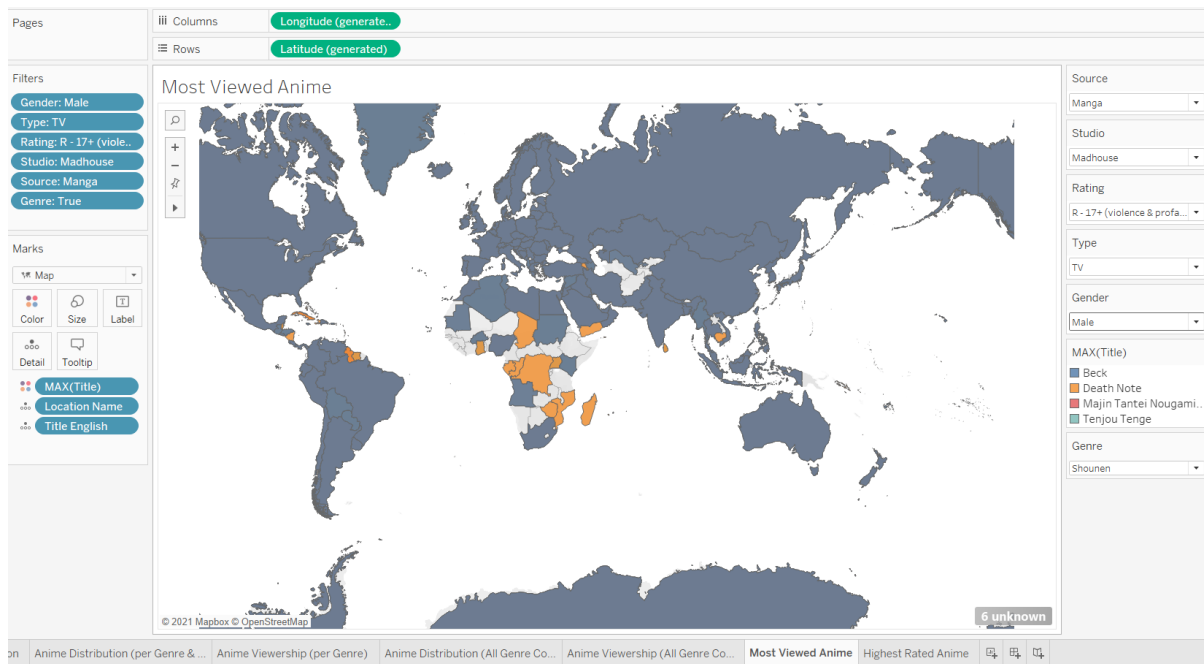 Pages
Columns
Longitude (generate..
Rows
Latitude (generated)
Filters
Gender: Male
Type: TV
Rating: R - 17+ (viole..
Studio: Madhouse
Source: Manga
Genre: True
Marks
Map
Color
Size
Label
Detail
Tooltip
MAX(Title)
Location Name
Title English
Most Viewed Anime
© 2021 Mapbox © OpenStreetMap
6 unknown
Source
Manga
Studio
Madhouse
Rating
R - 17+ (violence & profa...
Type
TV
Gender
Male
MAX(Title)
Beck
Death Note
Majin Tantei Nougami..
Tenjou Tenge
Genre
Shounen
on
Anime Distribution (per Genre & ...
Anime Viewership (per Genre)
Anime Distribution (All Genre Co...
Anime Viewership (All Genre Co...
Most Viewed Anime
Highest Rated Anime